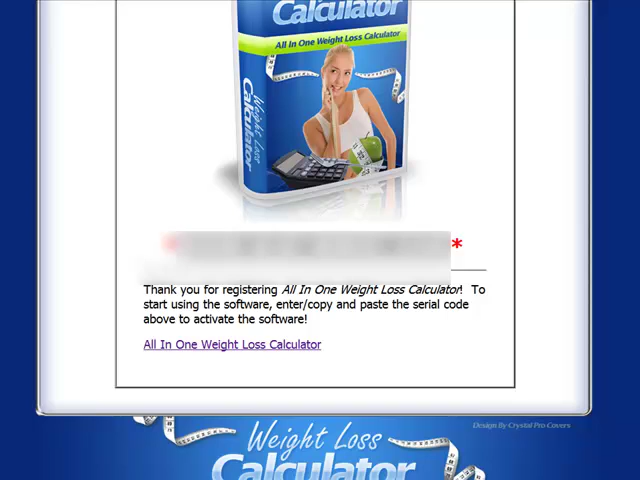 Calculator
All In One Weight Loss Calculator
Weight Loss
Calculator
*
Thank you for registering All In One Weight Loss Calculator!  To
start using the software, enter/copy and paste the serial code
above to activate the software!
All In One Weight Loss Calculator
Design By Crystal Pro Covers
Weight Loss
Calculator